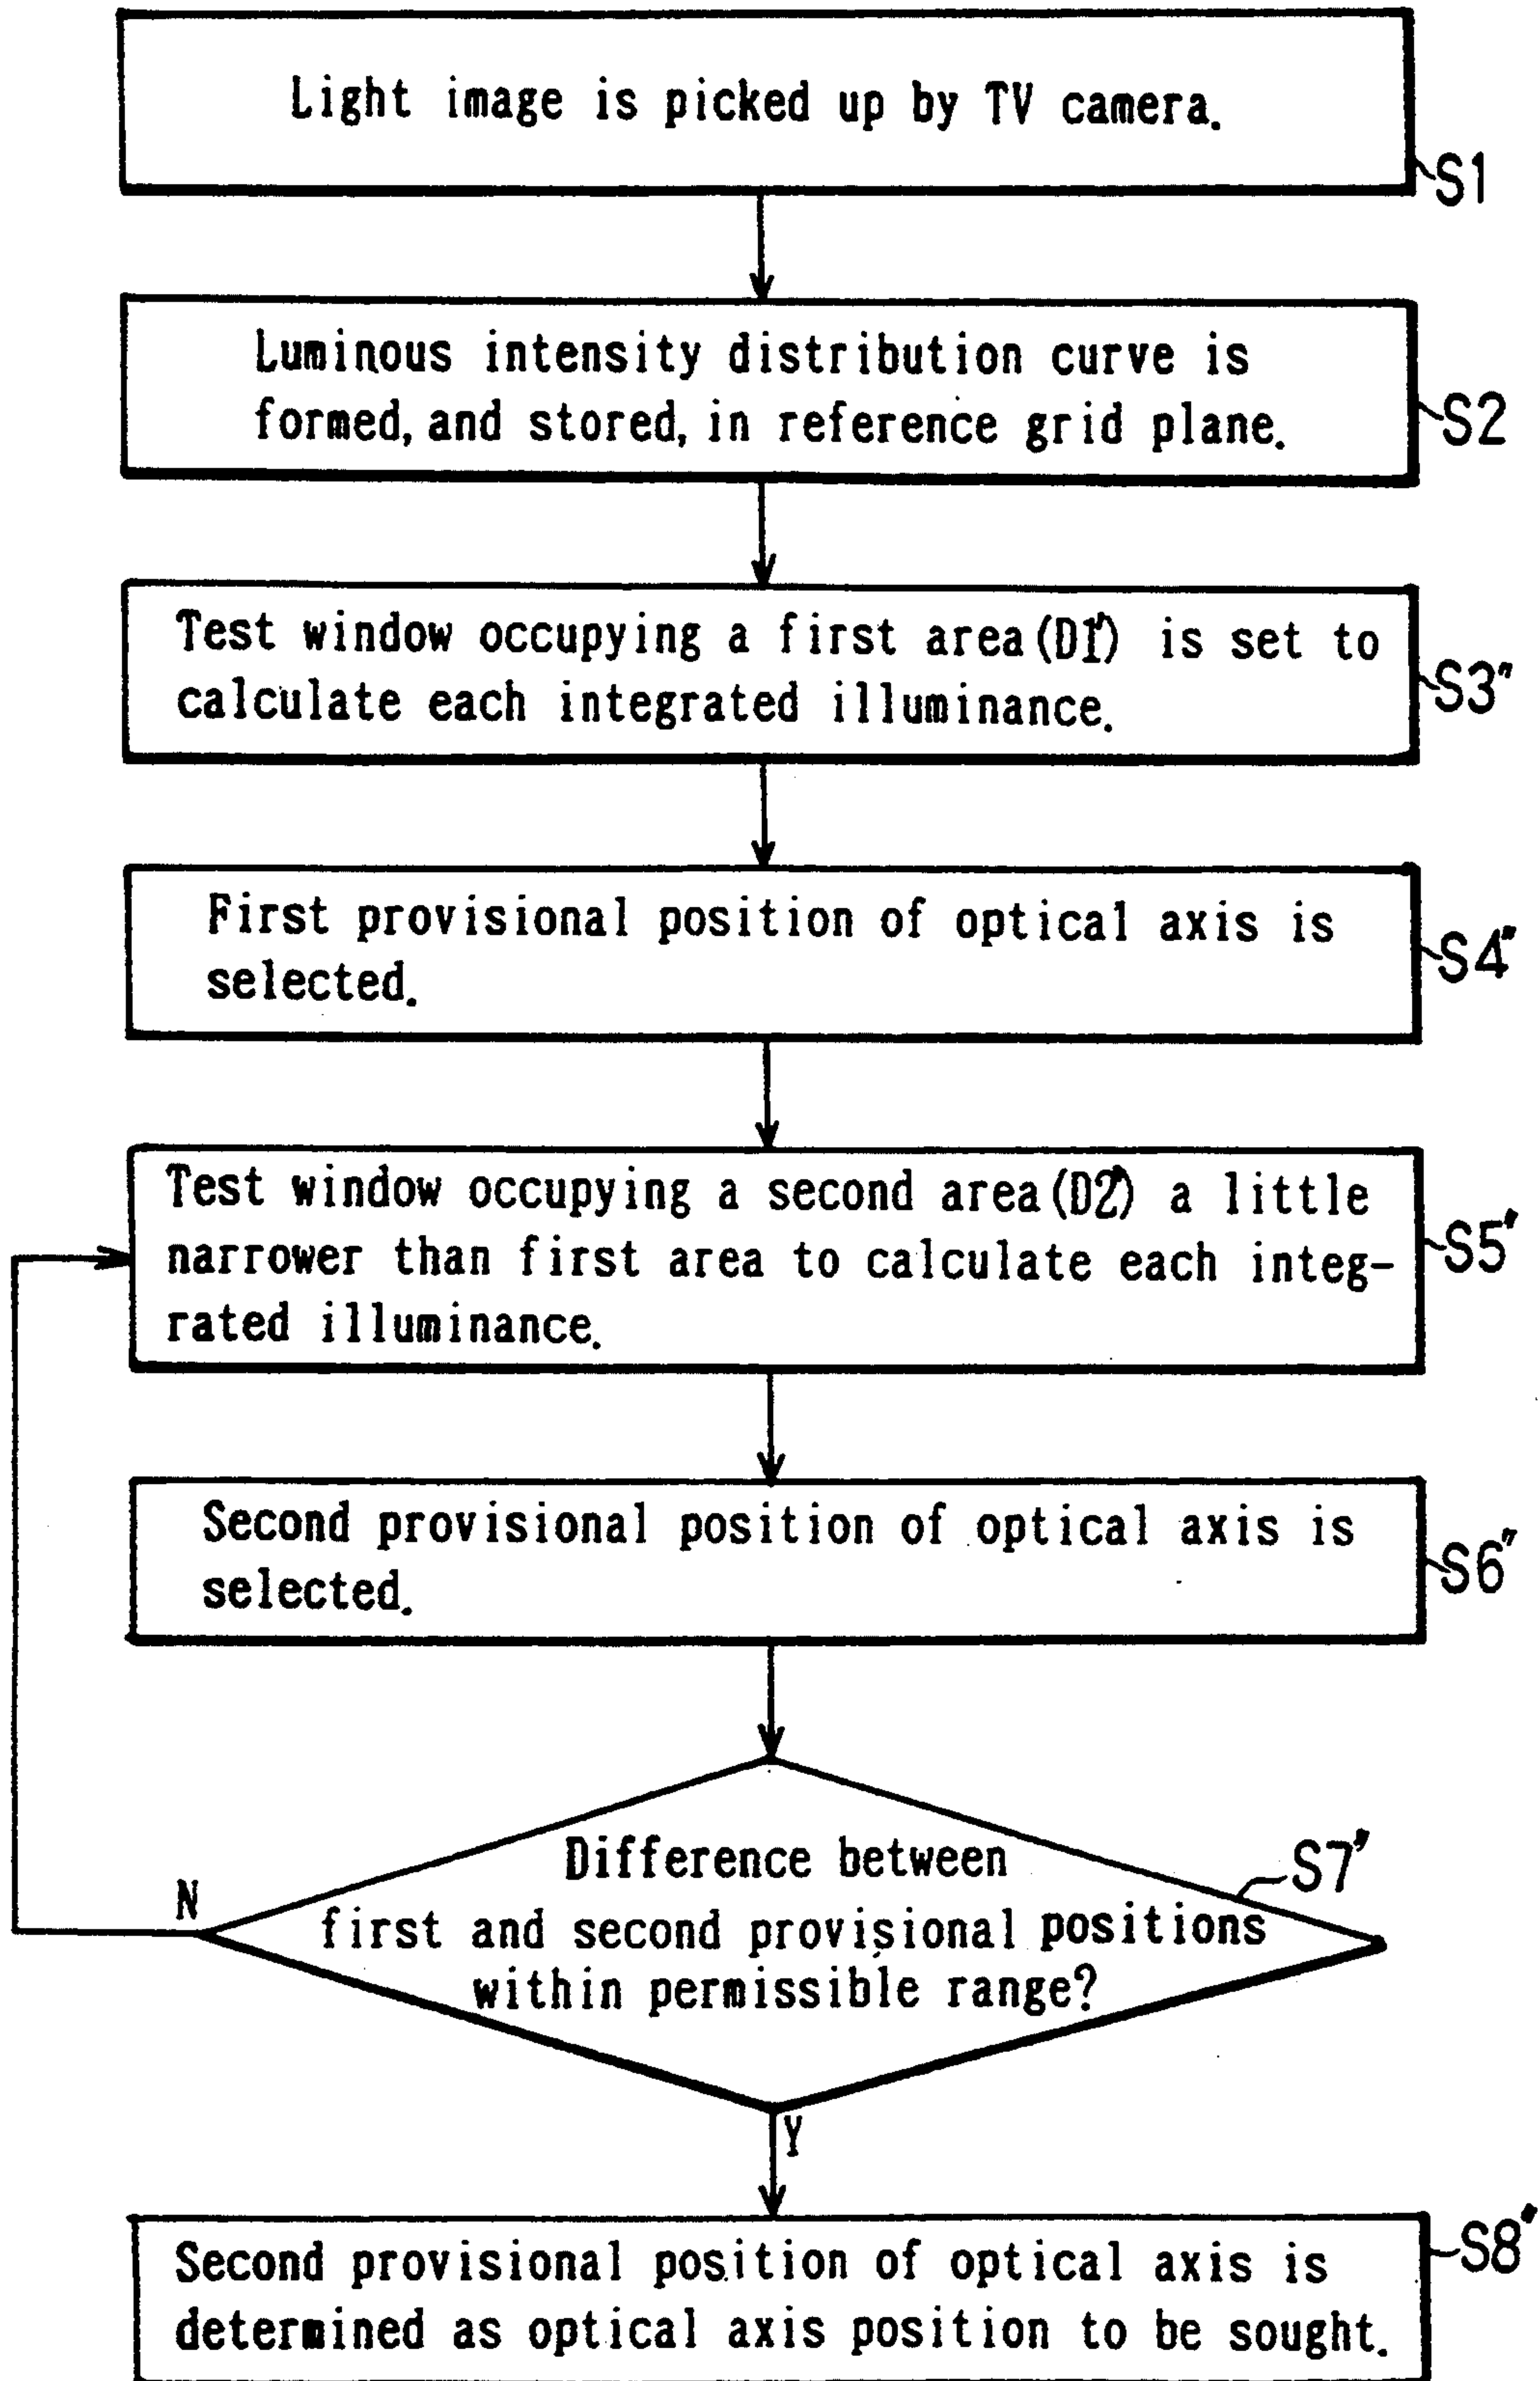 Light image is picked up by TV camera.
S1
Luminous intensity distribution curve is
formed, and stored, in reference grid plane.
S2
Test window occupying a first area(D1') is set to
calculate each integrated illuminance.
S3"
First provisional position of optical axis is
selected.
S4"
Test window occupying a second area(D2') a little
narrower than first area to calculate each integ-
rated illuminance.
S5'
Second provisional position of optical axis is
selected.
S6"
Difference between
first and second provisional positions
within permissible range?
S7'
N
Y
Second provisional position of optical axis is
determined as optical axis position to be sought.
S8'